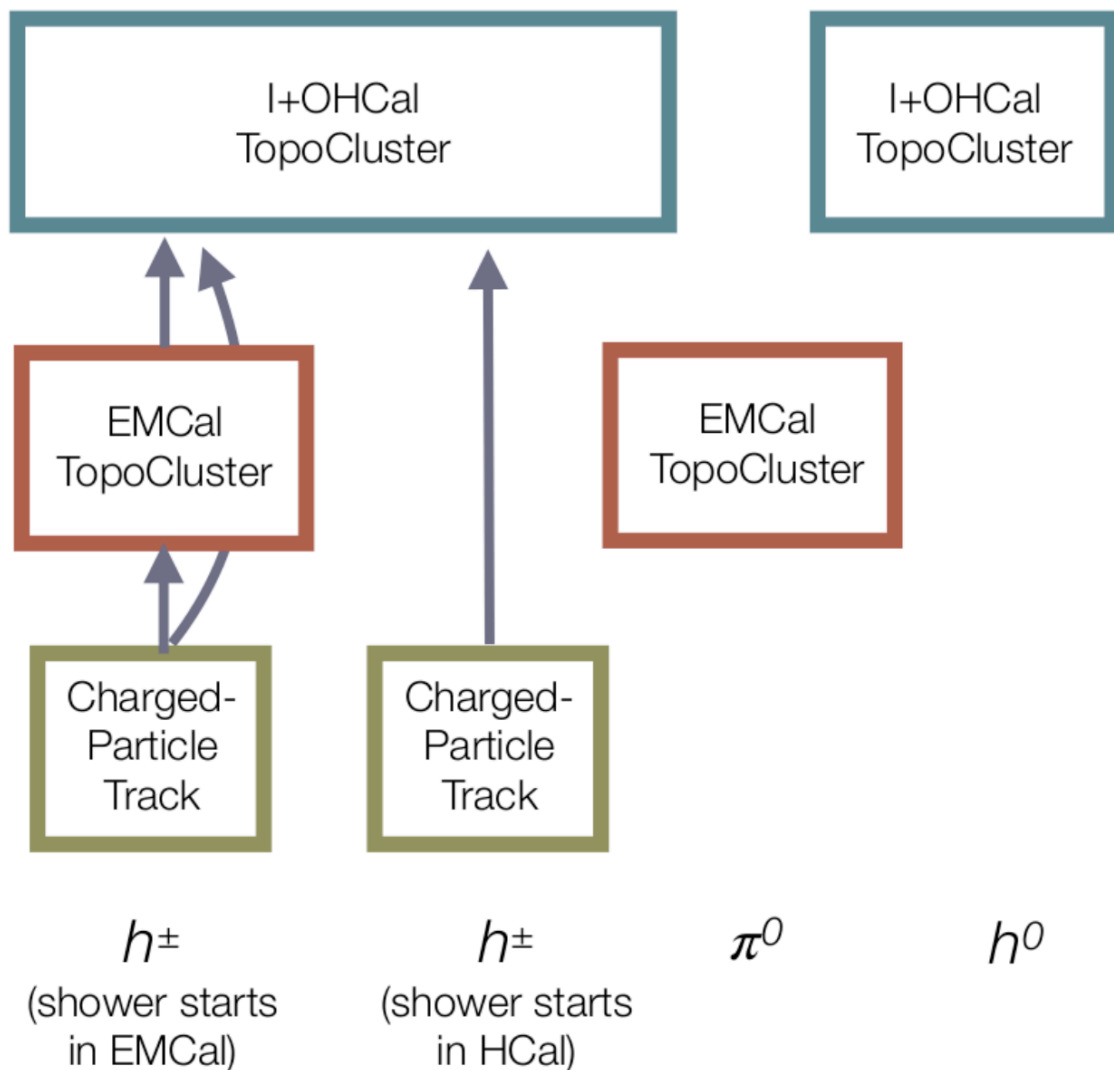 I+OHCal
TopoCluster
I+OHCal
TopoCluster
EMCal
TopoCluster
EMCal
TopoCluster
Charged-
Particle
Track
Charged-
Particle
Track
h±
(shower starts
in EMCal)
h±
(shower starts
in HCal)
π⁰
h⁰